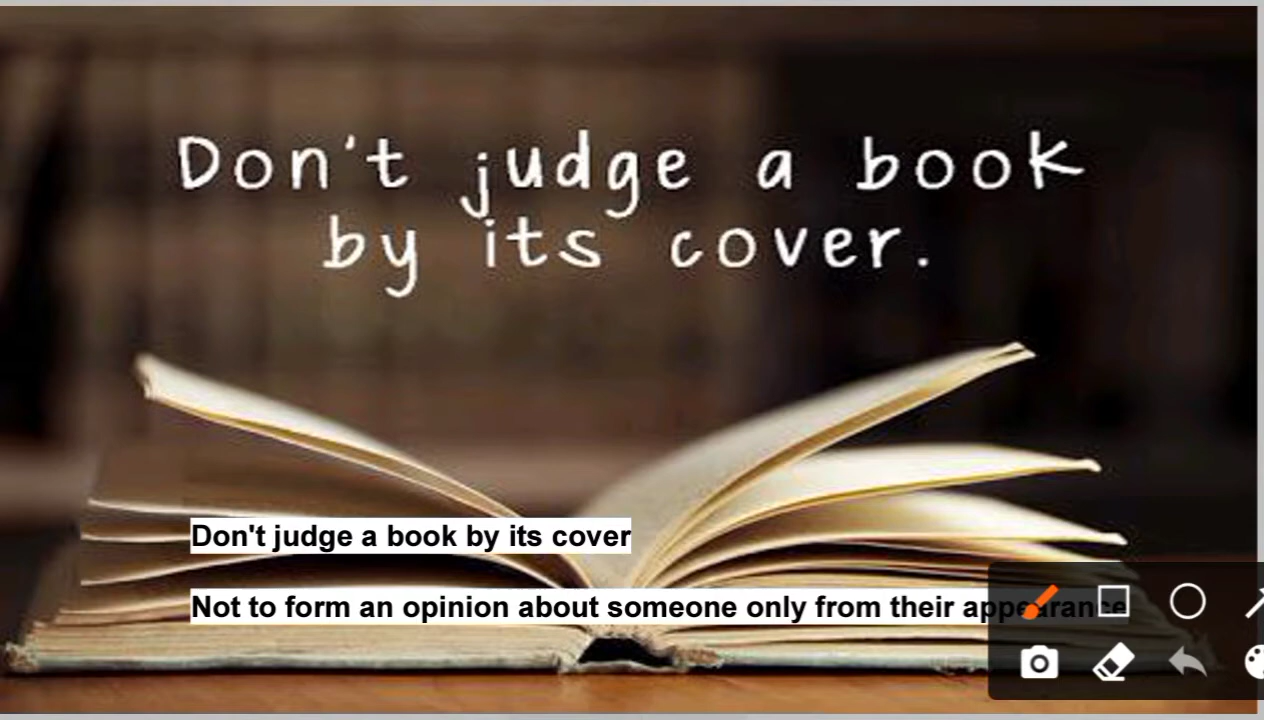 Don't judge a book
by its cover.
Don't judge a book by its cover
Not to form an opinion about someone only from their appearance